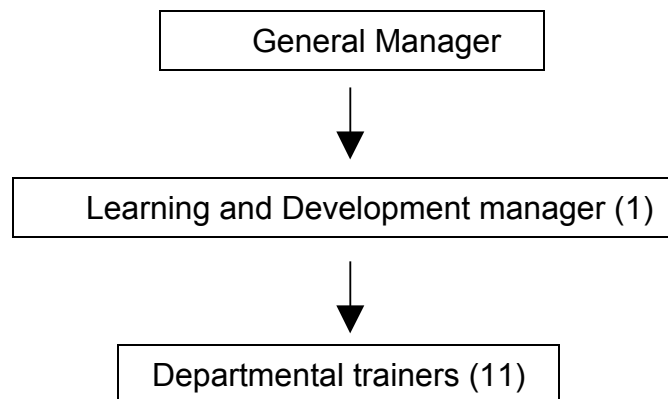 General Manager
Learning and Development manager (1)
Departmental trainers (11)